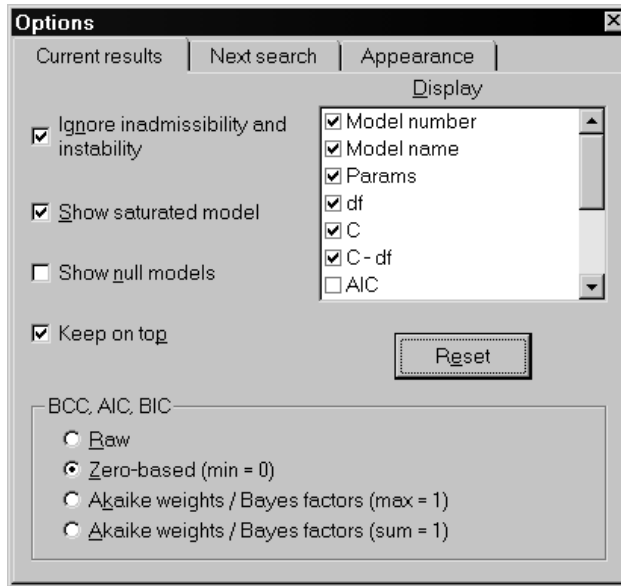 Options
Current results
Next search
Appearance
Display
Ignore inadmissibility and
instability
Show saturated model
Show null models
Keep on top
Model number
Model name
Params
df
C
C - df
AIC
Reset
BCC, AIC, BIC
Raw
Zero-based (min = 0)
Akaike weights / Bayes factors (max = 1)
Akaike weights / Bayes factors (sum = 1)